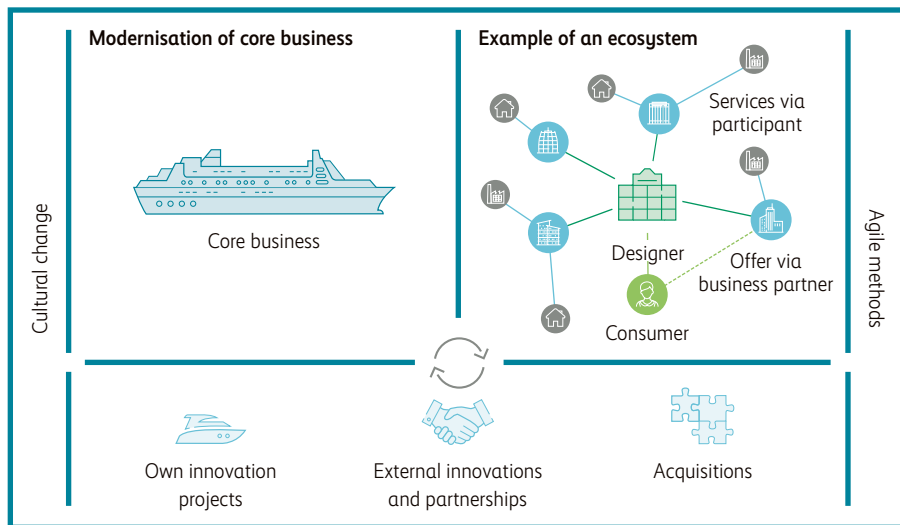 Modernisation of core business
Example of an ecosystem
Services via
participant
Core business
Designer
Offer via
business partner
Consumer
Cultural change
Agile methods
Own innovation
projects
External innovations
and partnerships
Acquisitions